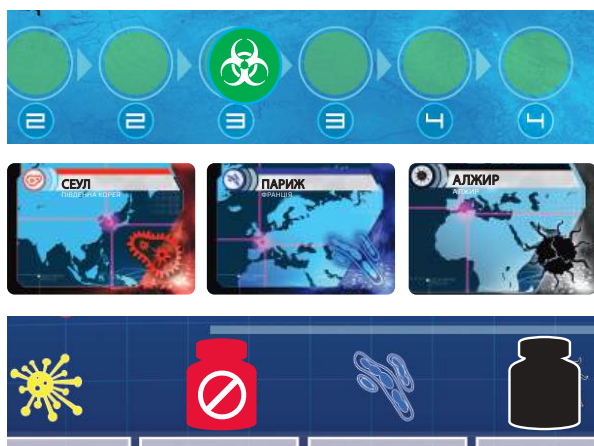 2 2 3 3 4 4
СЕУЛ
ПІВДЕННА КОРЕЯ
ПАРИЖ
ФРАНЦІЯ
АЛЖИР
АЛЖИР